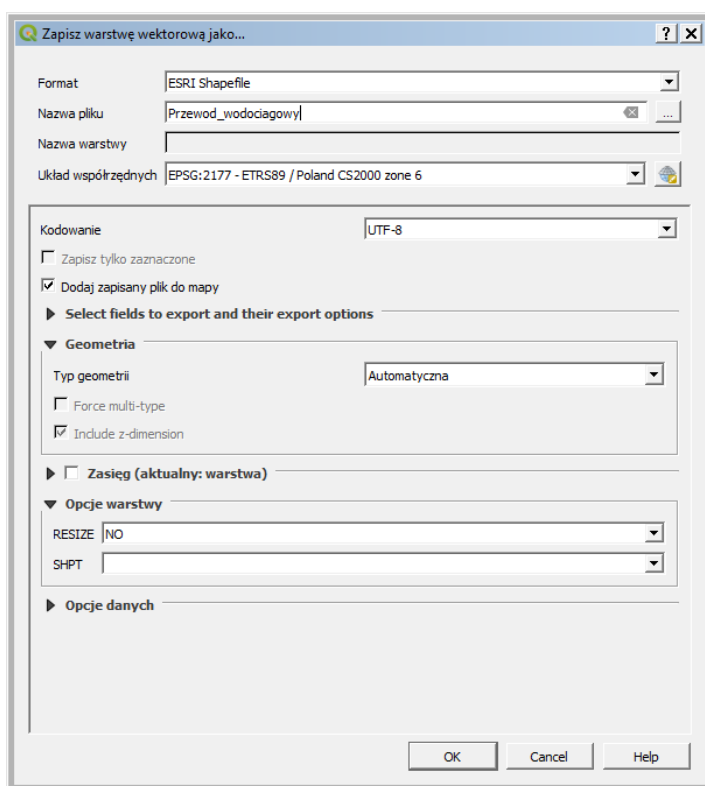 Zapisz warstwę wektorową jako...
Format ESRI Shapefile
Nazwa pliku Przewod_wodociagowy ...
Nazwa warstwy
Układ współrzędnych EPSG:2177 - ETRS89 / Poland CS2000 zone 6
Kodowanie UTF-8
Zapisz tylko zaznaczone
Dodaj zapisany plik do mapy
Select fields to export and their export options
Geometria
Typ geometrii Automatyczna
Force multi-type
Include z-dimension
Zasięg (aktualny: warstwa)
Opcje warstwy
RESIZE NO
SHPT
Opcje danych
OK Cancel Help